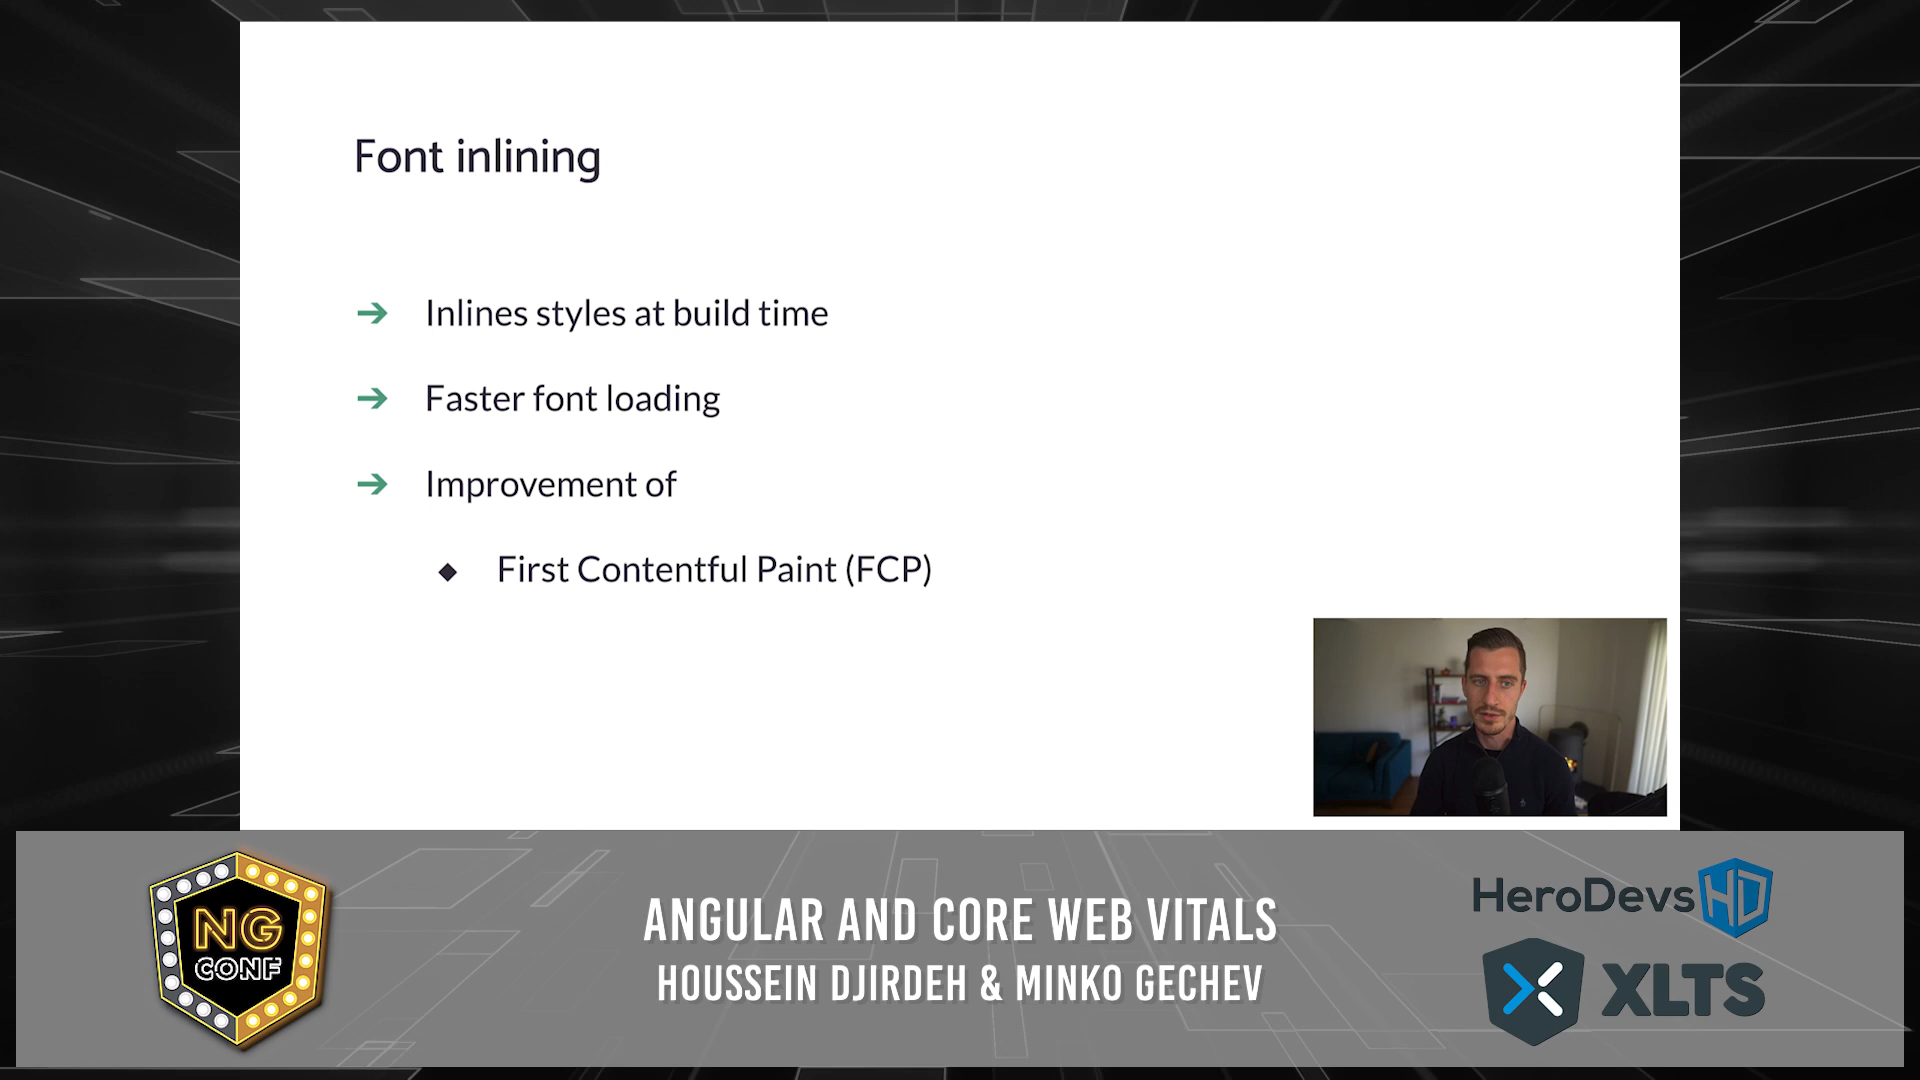 Font inlining
Inlines styles at build time
Faster font loading
Improvement of
First Contentful Paint (FCP)
NG
CONF
ANGULAR AND CORE WEB VITALS
HOUSSEIN DJIRDEH & MINKO GECHEV
HeroDevs HD
XLTS